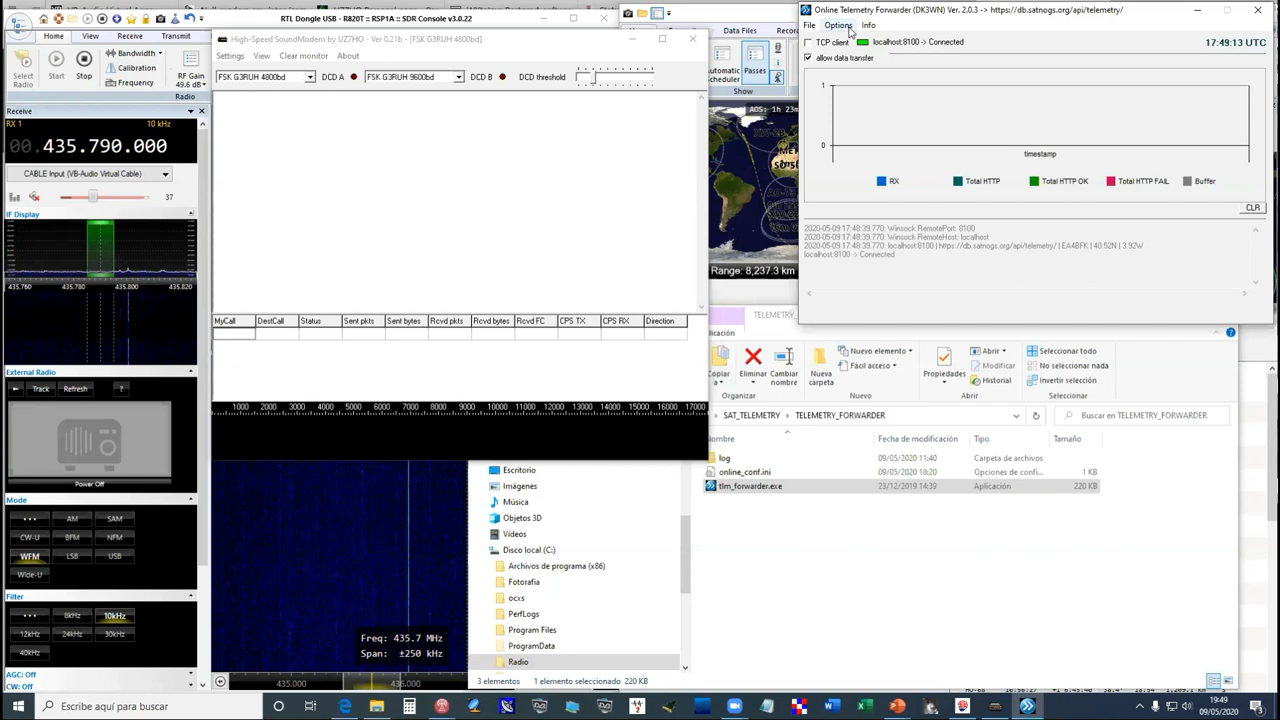 RTL Dongle USB - R820T - RSP1A :: SDR Console v3.0.22
Home View Receive Transmit
Select Radio
Start
Stop
Bandwidth
Calibration
Frequency
RF Gain
49.6 dB
Radio
Receive
RX 1
10 kHz
00.435.790.000
CABLE Input (VB-Audio Virtual Cable)
37
IF Display
435.760 435.780 435.800 435.820
External Radio
Track Refresh ?
Power Off
Mode
... AM SAM
CW-U BFM NFM
WFM LSB USB
Wide-U
Filter
... 8kHz 10kHz
12kHz 24kHz 30kHz
40kHz
AGC: Off
CW: Off
High-Speed SoundModem by UZ7HO - Ver 0.21b - [FSK G3RUH 4800bd]
Settings View Clear monitor About
FSK G3RUH 4800bd DCD A FSK G3RUH 9600bd DCD B DCD threshold
MyCall DestCall Status Sent pkts Sent bytes Rcvd pkts Rcvd bytes Rcvd FC CPS TX CPS RX Direction
1000 2000 3000 4000 5000 6000 7000 8000 9000 10000 11000 12000 13000 14000 15000 16000 17000
Freq: 435.7 MHz
Span: ±250 kHz
435.000 436.000
Data Files
Automatic
Scheduler
Passes
Show
AOS: 1h 23m
XW-2B
Range: 8,237.3 km
Online Telemetry Forwarder (DK3WN) Ver. 2.0.3 -> https://db.satnogs.org/api/telemetry/
File Options Info
TCP client localhost:8100 -> Connected
17:49:13 UTC
allow data transfer
1
0
timestamp
RX Total HTTP Total HTTP OK Total HTTP FAIL Buffer
CLR
2020-05-09 17:48:39.770: Winsock RemotePort: 8100
2020-05-09 17:48:39.770: Winsock RemoteHost: localhost
2020-05-09 17:48:39.770: localhost:8100 | https://db.satnogs.org/api/telemetry/ | EA4BFK | 40.52N | 3.92W
localhost:8100 -> Connected
Copiar a
Eliminar
Cambiar nombre
Nueva carpeta
Nuevo elemento
Fácil acceso
Propiedades
Abrir
Modificar
Historial
Seleccionar todo
No seleccionar nada
Invertir selección
Organizar Nuevo Abrir Seleccionar
SAT_TELEMETRY > TELEMETRY_FORWARDER
Buscar en TELEMETRY_FORWARDER
Fecha de modificación Tipo Tamaño
log 09/05/2020 11:40 Carpeta de archivos
online_conf.ini 09/05/2020 18:20 Opciones de confi... 1 KB
tlm_forwarder.exe 23/12/2019 14:39 Aplicación 220 KB
Escritorio
Imágenes
Música
Objetos 3D
Vídeos
Disco local (C:)
Archivos de programa (x86)
Fotografia
ocxs
PerfLogs
Program Files
ProgramData
Radio
3 elementos 1 elemento seleccionado 220 KB
Escribe aquí para buscar
19:49
09/05/2020